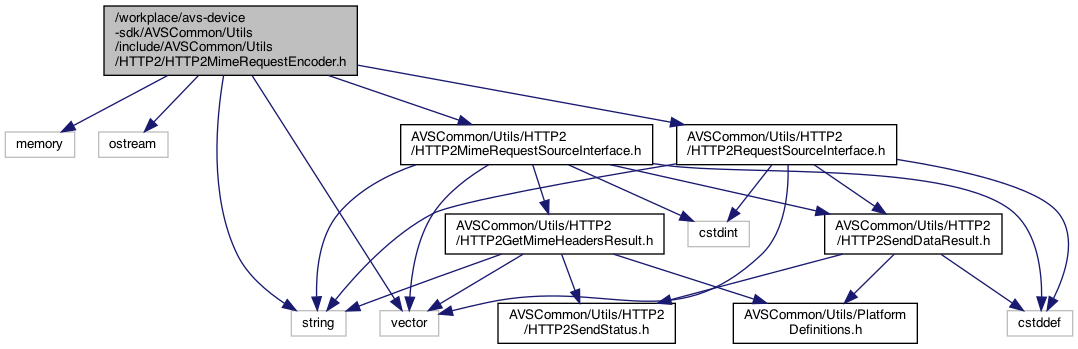 /workplace/avs-device
-sdk/AVSCommon/Utils
/include/AVSCommon/Utils
/HTTP2/HTTP2MimeRequestEncoder.h
memory
ostream
AVSCommon/Utils/HTTP2
/HTTP2MimeRequestSourceInterface.h
AVSCommon/Utils/HTTP2
/HTTP2RequestSourceInterface.h
AVSCommon/Utils/HTTP2
/HTTP2GetMimeHeadersResult.h
cstdint
AVSCommon/Utils/HTTP2
/HTTP2SendDataResult.h
string
vector
AVSCommon/Utils/HTTP2
/HTTP2SendStatus.h
AVSCommon/Utils/Platform
Definitions.h
cstddef